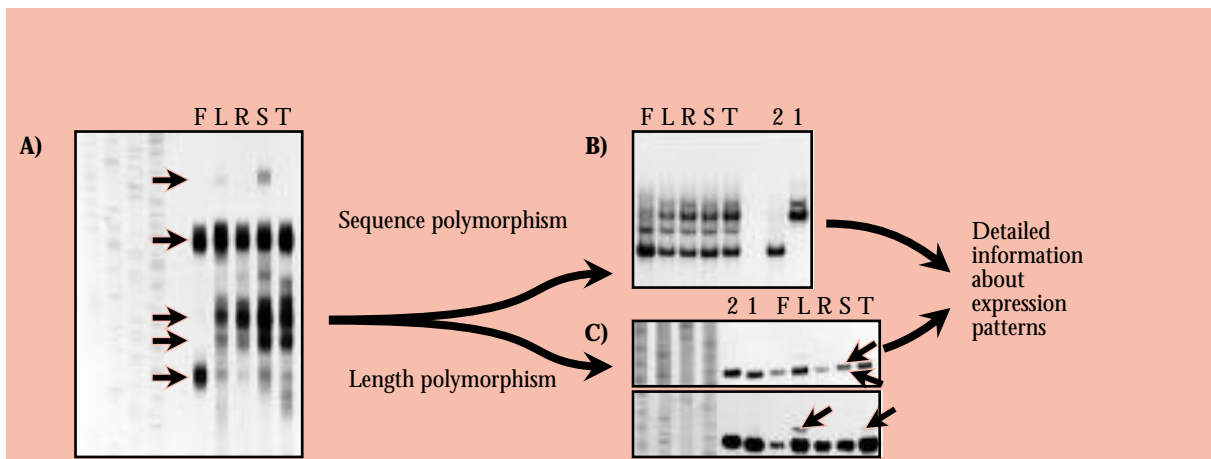 F L R S T
A)
B)
F L R S T 2 1
Sequence polymorphism
Detailed
information
about
expression
patterns
2 1 F L R S T
C)
Length polymorphism